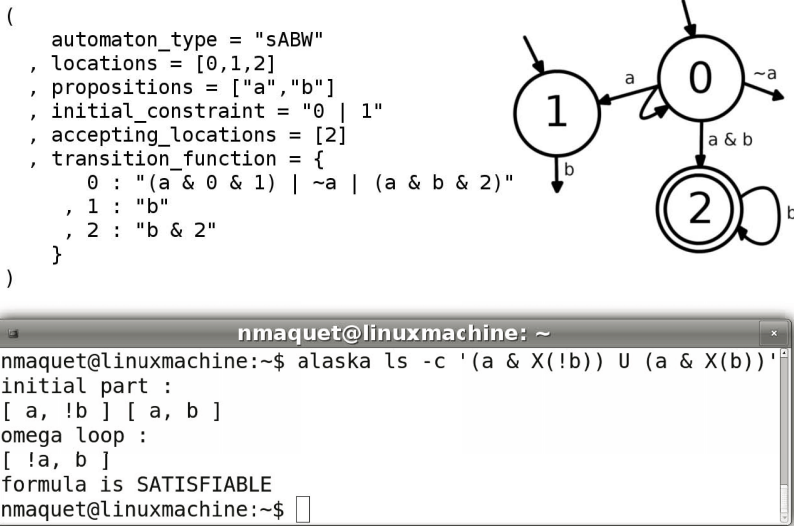 (
automaton_type = "sABW"
, locations = [0,1,2]
, propositions = ["a","b"]
, initial_constraint = "0 | 1"
, accepting_locations = [2]
, transition_function = {
0 : "(a & 0 & 1) | ~a | (a & b & 2)"
, 1 : "b"
, 2 : "b & 2"
}
)
0
~a
a
1
a & b
b
2
b
nmaquet@linuxmachine: ~
×
nmaquet@linuxmachine:~$ alaska ls -c '(a & X(!b)) U (a & X(b))'
initial part :
[ a, !b ] [ a, b ]
omega loop :
[ !a, b ]
formula is SATISFIABLE
nmaquet@linuxmachine:~$